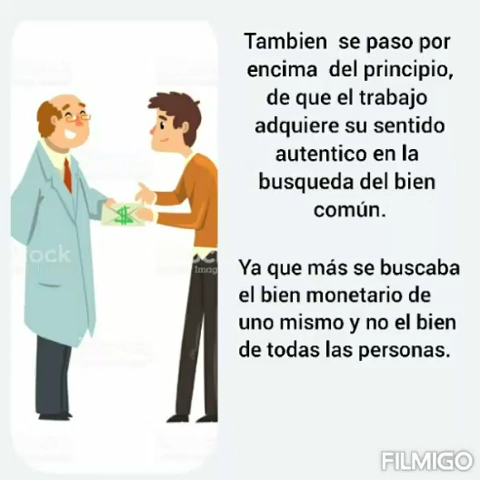 Tambien se paso por
encima del principio,
de que el trabajo
adquiere su sentido
autentico en la
busqueda del bien
común.
Ya que más se buscaba
el bien monetario de
uno mismo y no el bien
de todas las personas.
$
FILMIGO